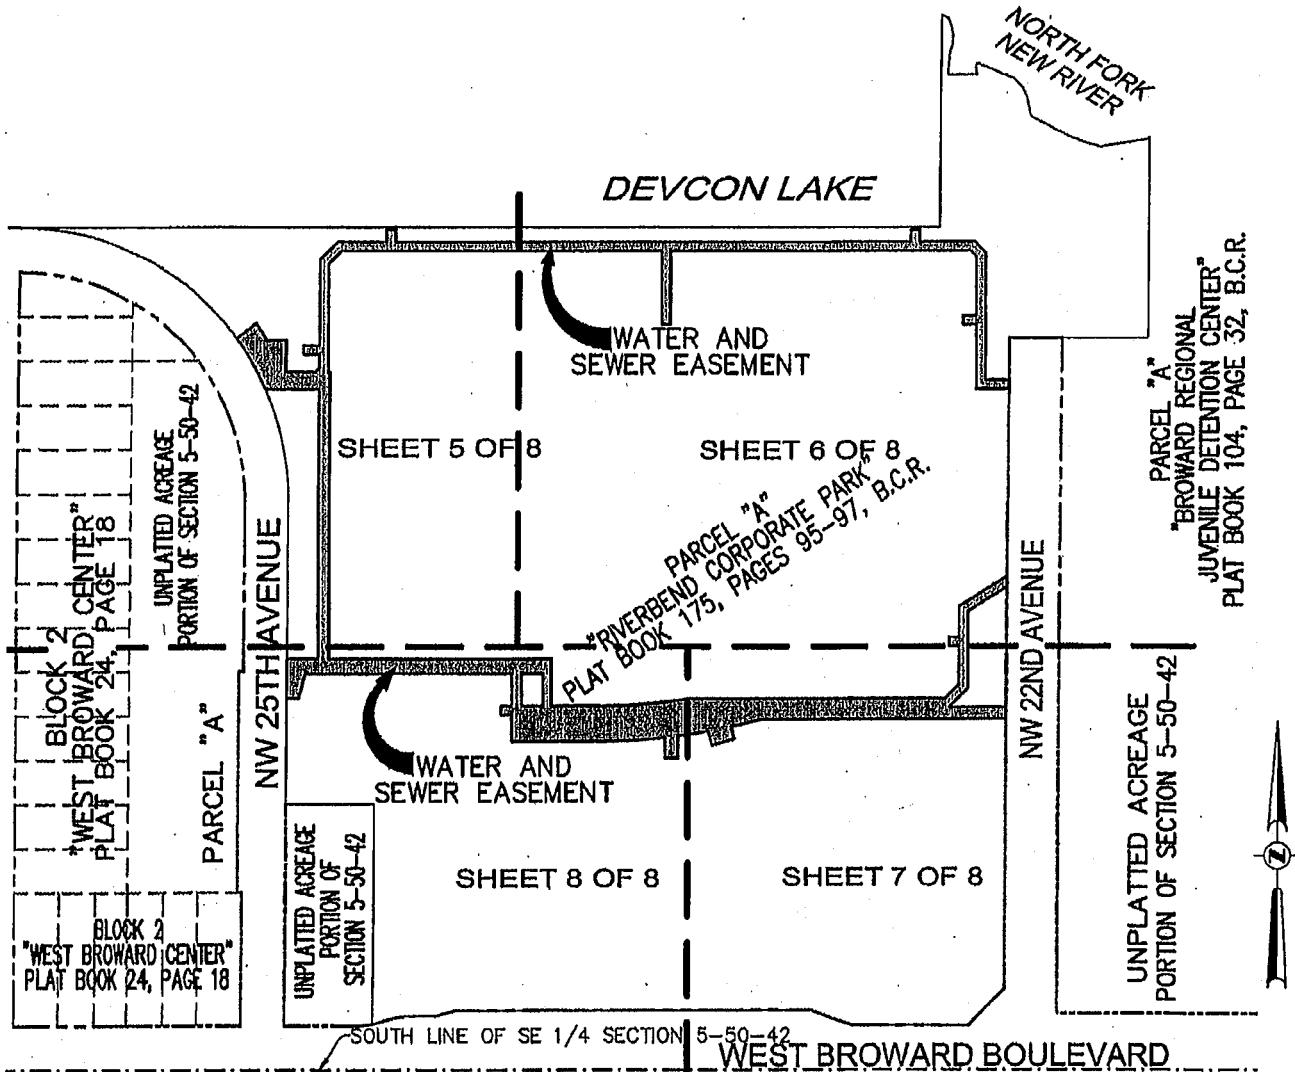 NORTH FORK
NEW RIVER
DEVCON LAKE
WATER AND
SEWER EASEMENT
SHEET 5 OF 8
SHEET 6 OF 8
PARCEL "A"
"RIVERBEND CORPORATE PARK"
PLAT BOOK 175, PAGES 95-97, B.C.R.
PARCEL "A"
"BROWARD REGIONAL
JUVENILE DETENTION CENTER"
PLAT BOOK 104, PAGE 32, B.C.R.
UNPLATTED ACREAGE
PORTION OF SECTION 5-50-42
BLOCK 2
"WEST BROWARD CENTER"
PLAT BOOK 24, PAGE 18
PARCEL "A"
NW 25TH AVENUE
NW 22ND AVENUE
WATER AND
SEWER EASEMENT
UNPLATTED ACREAGE
PORTION OF
SECTION 5-50-42
SHEET 8 OF 8
SHEET 7 OF 8
UNPLATTED ACREAGE
PORTION OF SECTION 5-50-42
Z
BLOCK 2
"WEST BROWARD CENTER"
PLAT BOOK 24, PAGE 18
SOUTH LINE OF SE 1/4 SECTION 5-50-42
WEST BROWARD BOULEVARD